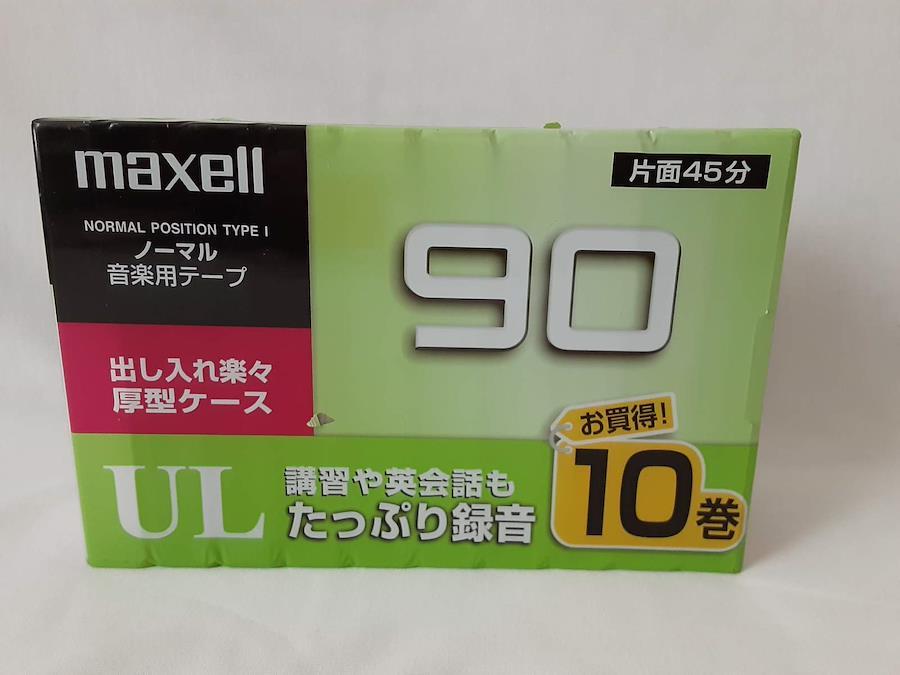 maxell
NORMAL POSITION TYPE I
ノーマル
音楽用テープ
片面45分
90
出し入れ楽々
厚型ケース
お買得!
10巻
UL
講習や英会話も
たっぷり録音